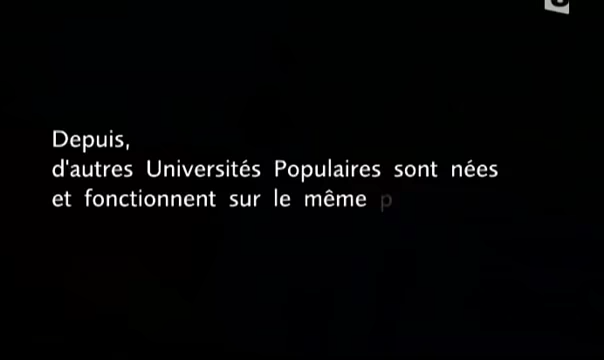 Depuis,
d'autres Universités Populaires sont nées
et fonctionnent sur le même p